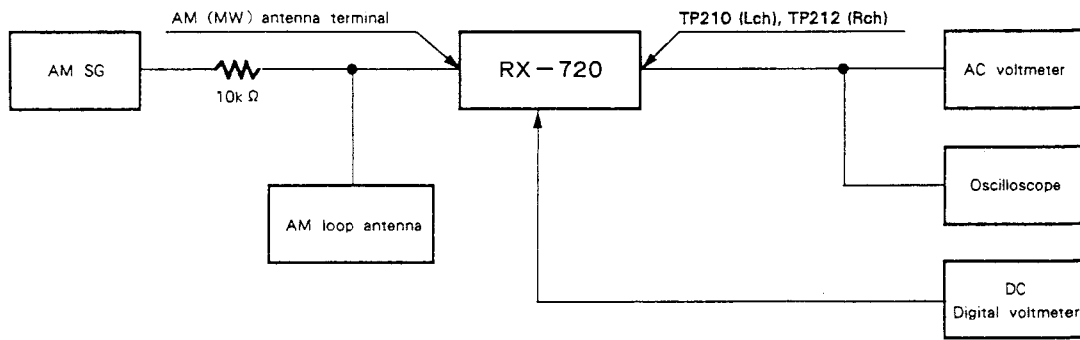 AM (MW) antenna terminal
TP210 (Lch), TP212 (Rch)
AM SG
10k Ω
RX-720
AC voltmeter
AM loop antenna
Oscilloscope
DC
Digital voltmeter